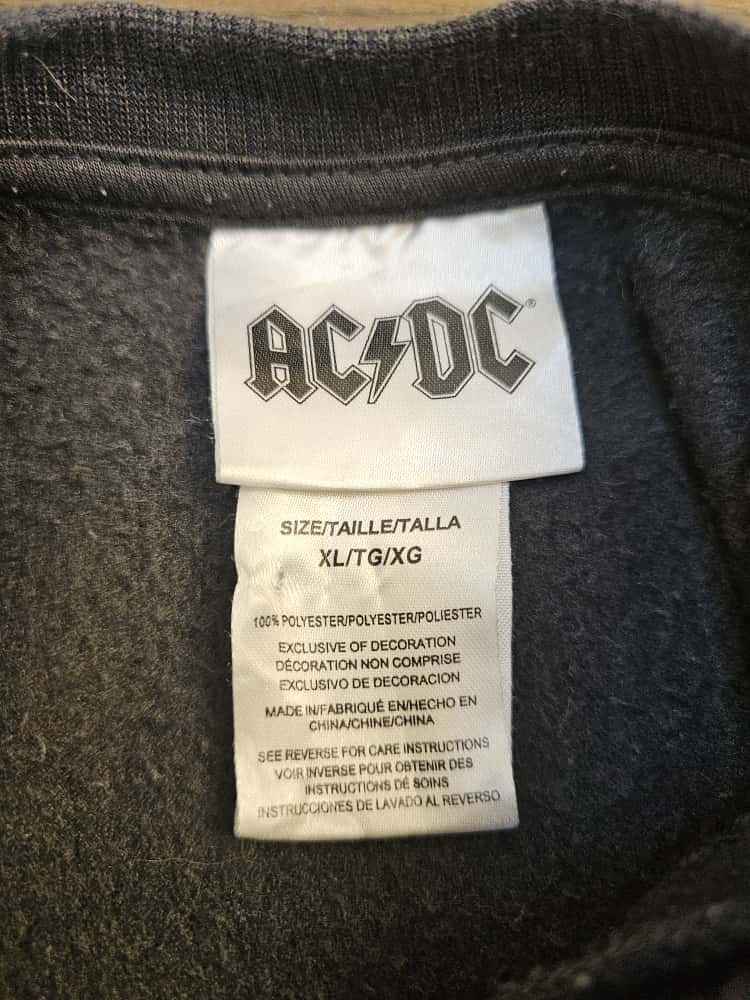 AC⚡DC®
SIZE/TAILLE/TALLA
XL/TG/XG
100% POLYESTER/POLYESTER/POLIESTER
EXCLUSIVE OF DECORATION
DÉCORATION NON COMPRISE
EXCLUSIVO DE DECORACION
MADE IN/FABRIQUÉ EN/HECHO EN
CHINA/CHINE/CHINA
SEE REVERSE FOR CARE INSTRUCTIONS
VOIR INVERSE POUR OBTENIR DES
INSTRUCTIONS DE SOINS
INSTRUCCIONES DE LAVADO AL REVERSO